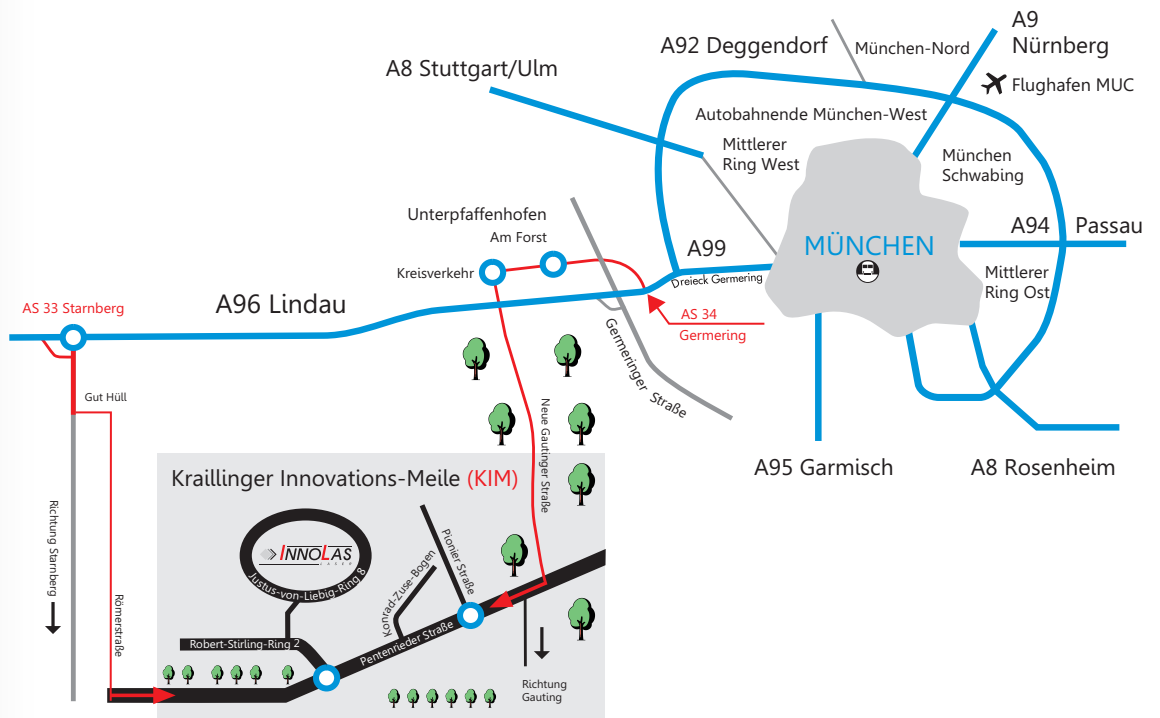 A9
Nürnberg
A92 Deggendorf
München-Nord
A8 Stuttgart/Ulm
Flughafen MUC
Autobahnende München-West
Mittlerer
Ring West
München
Schwabing
Unterpfaffenhofen
Am Forst
A94
Passau
MÜNCHEN
A99
Kreisverkehr
Dreieck Germering
Mittlerer
Ring Ost
AS 33 Starnberg
A96 Lindau
AS 34
Germering
Germeringer Straße
Gut Hüll
Neue Gautinger Straße
A95 Garmisch
A8 Rosenheim
Kraillinger Innovations-Meile (KIM)
Richtung Starnberg
Römerstraße
INNOLAS
LASER
Justus-von-Liebig-Ring 8
Konrad-Zuse-Bogen
Pionier Straße
Robert-Stirling-Ring 2
Pentenrieder Straße
Richtung
Gauting